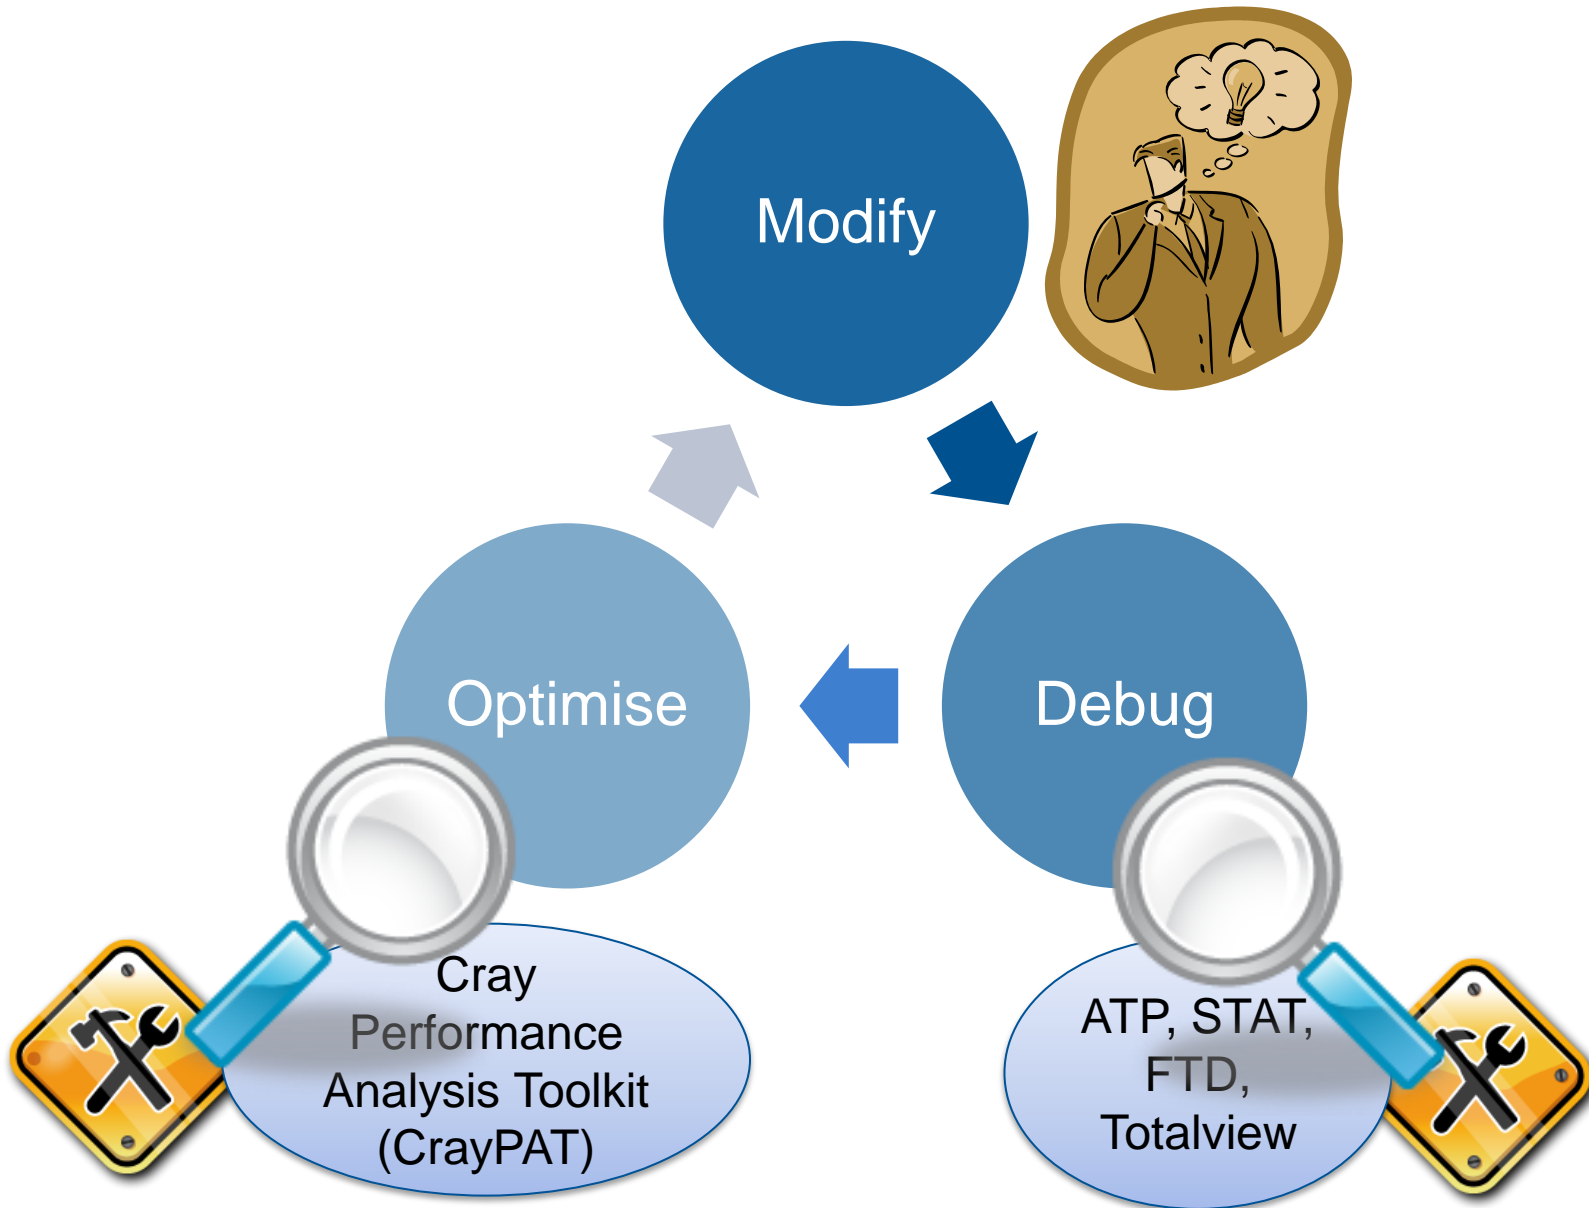 Modify
Optimise
Debug
Cray
Performance
Analysis Toolkit
(CrayPAT)
ATP, STAT,
FTD,
Totalview